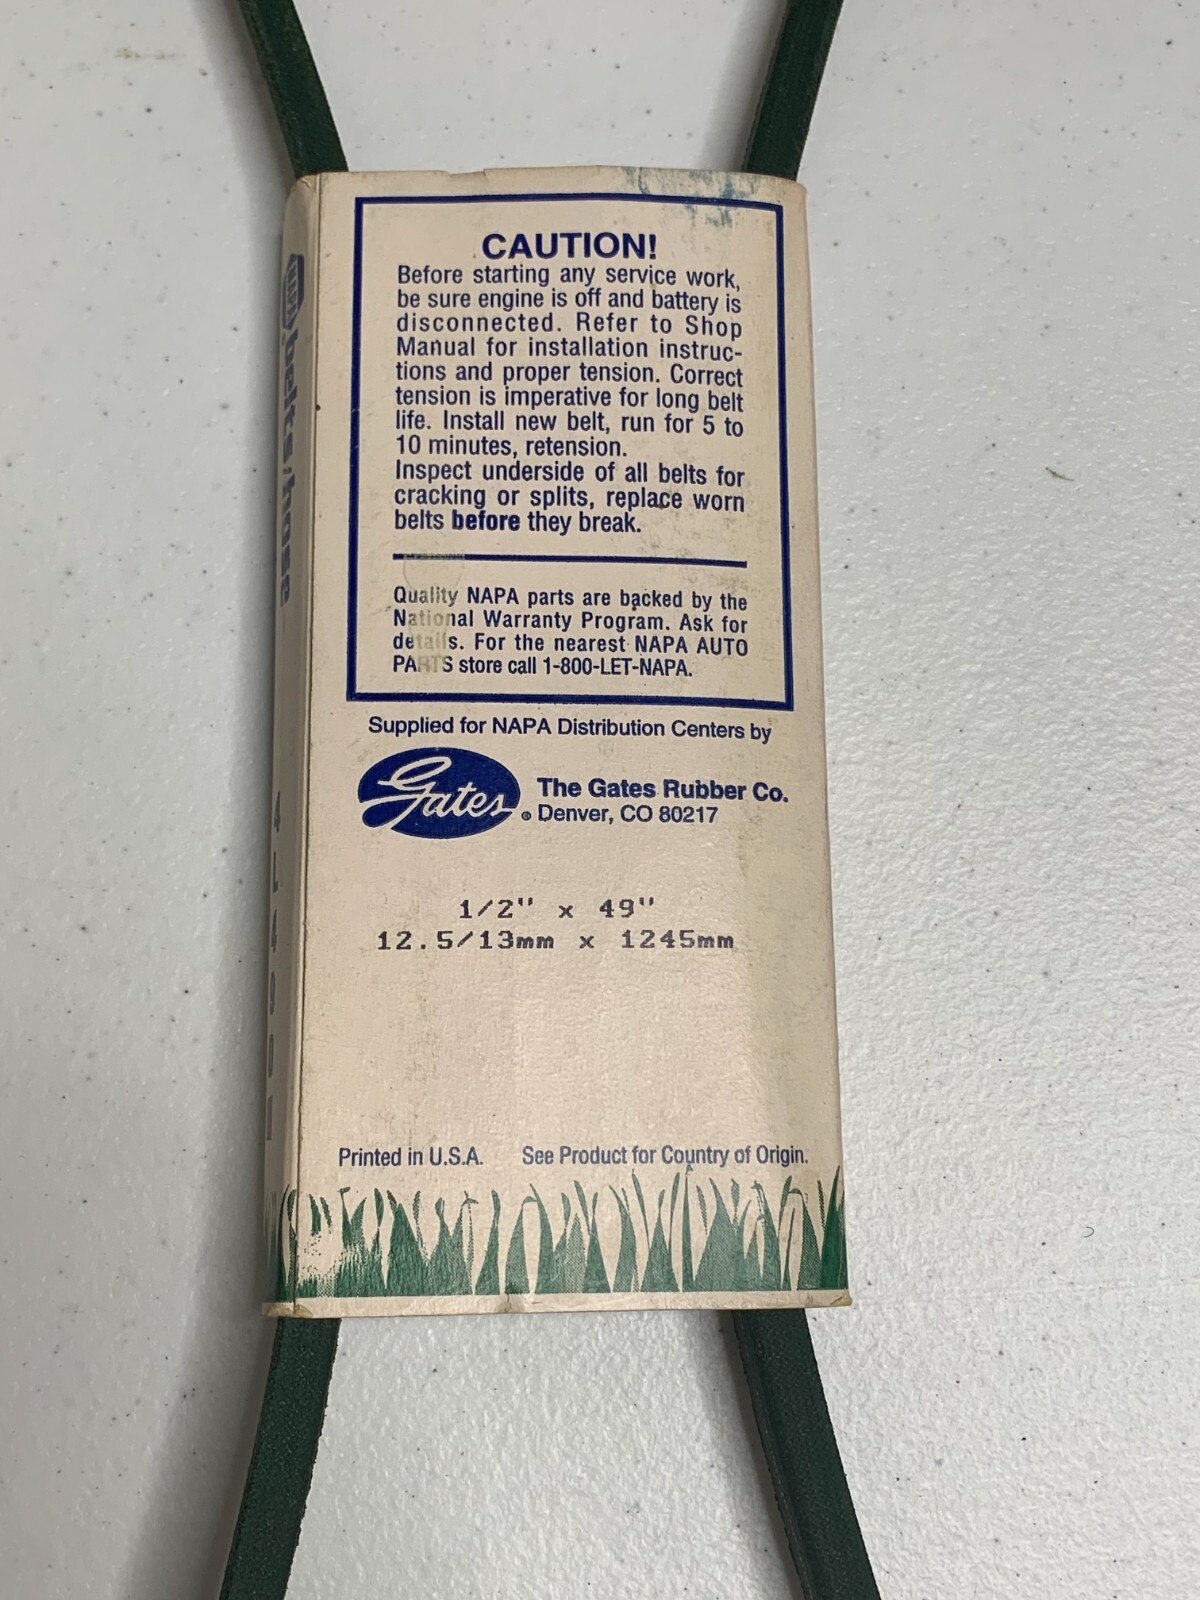 CAUTION!
Before starting any service work,
be sure engine is off and battery is
disconnected. Refer to Shop
Manual for installation instruc-
tions and proper tension. Correct
tension is imperative for long belt
life. Install new belt, run for 5 to
10 minutes, retension.
Inspect underside of all belts for
cracking or splits, replace worn
belts before they break.
Quality NAPA parts are backed by the
National Warranty Program. Ask for
details. For the nearest NAPA AUTO
PARTS store call 1-800-LET-NAPA.
Supplied for NAPA Distribution Centers by
Gates ®
The Gates Rubber Co.
Denver, CO 80217
1/2" x 49"
12.5/13mm x 1245mm
Printed in U.S.A. See Product for Country of Origin.
NAPA belts/hose
4L490